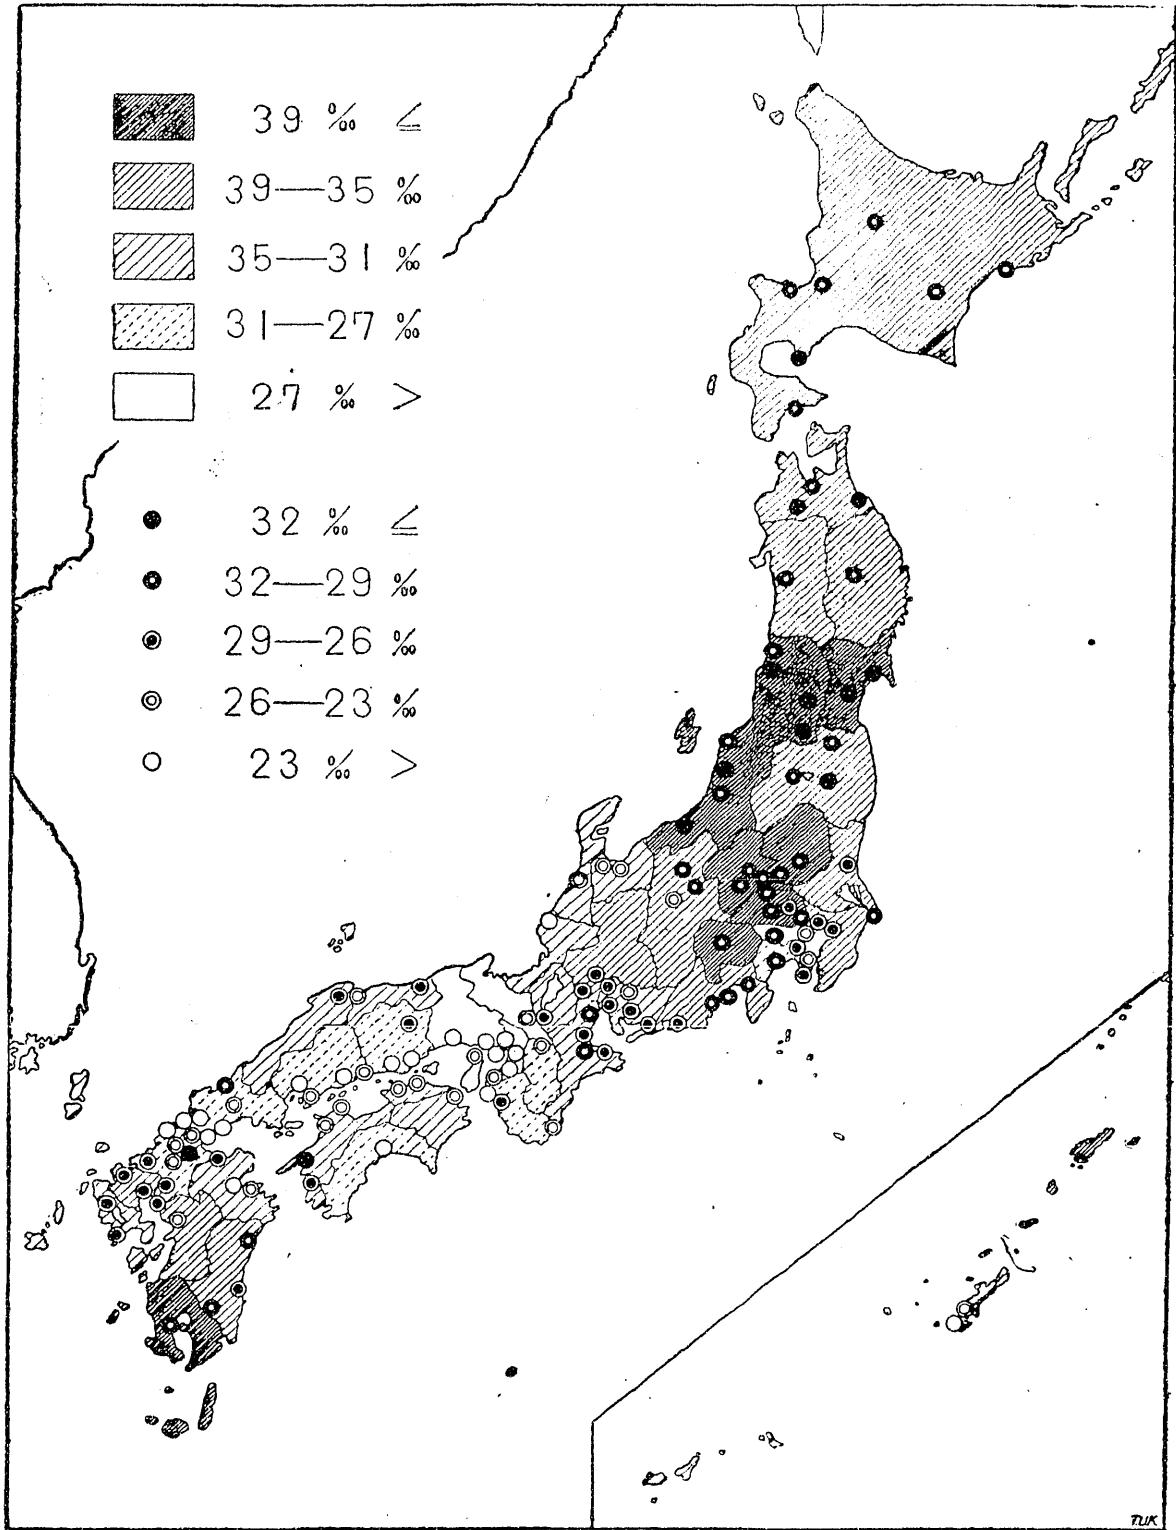 39 ‰ ≦
39—35 ‰
35—31 ‰
31—27 ‰
27 ‰ >
32 ‰ ≦
32—29 ‰
29—26 ‰
26—23 ‰
23 ‰ >
TUK